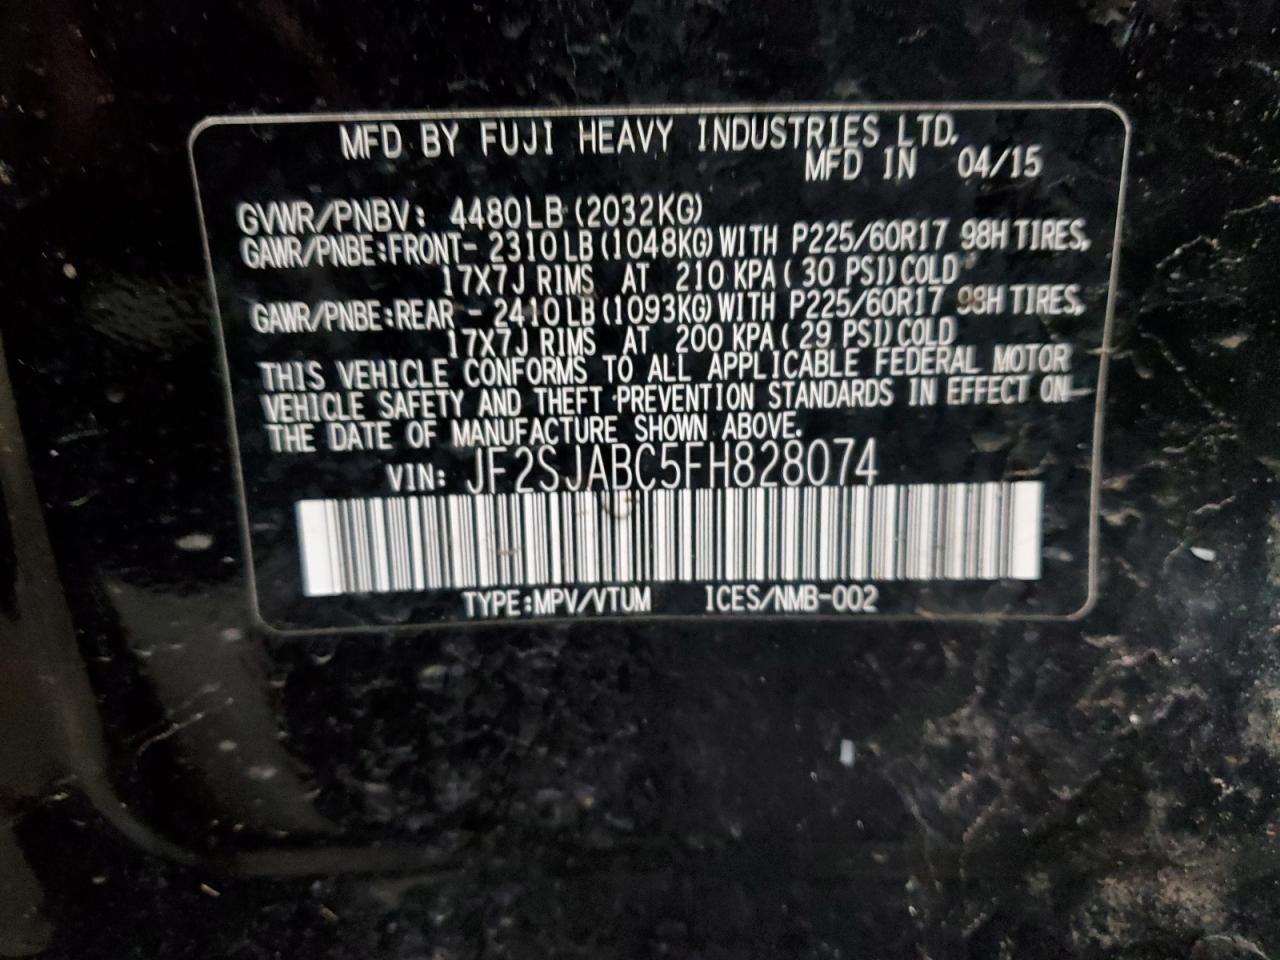 MFD BY FUJI HEAVY INDUSTRIES LTD.
MFD IN 04/15
GVWR/PNBV: 4480LB (2032KG)
GAWR/PNBE:FRONT- 2310LB(1048KG)WITH P225/60R17 98H TIRES,
17X7J RIMS AT 210 KPA(30 PSI)COLD
GAWR/PNBE:REAR - 2410LB(1093KG)WITH P225/60R17 98H TIRES,
17X7J RIMS AT 200 KPA(29 PSI)COLD
THIS VEHICLE CONFORMS TO ALL APPLICABLE FEDERAL MOTOR
VEHICLE SAFETY AND THEFT PREVENTION STANDARDS IN EFFECT ON
THE DATE OF MANUFACTURE SHOWN ABOVE.
VIN: JF2SJABC5FH828074
TYPE:MPV/VTUM ICES/NMB-002